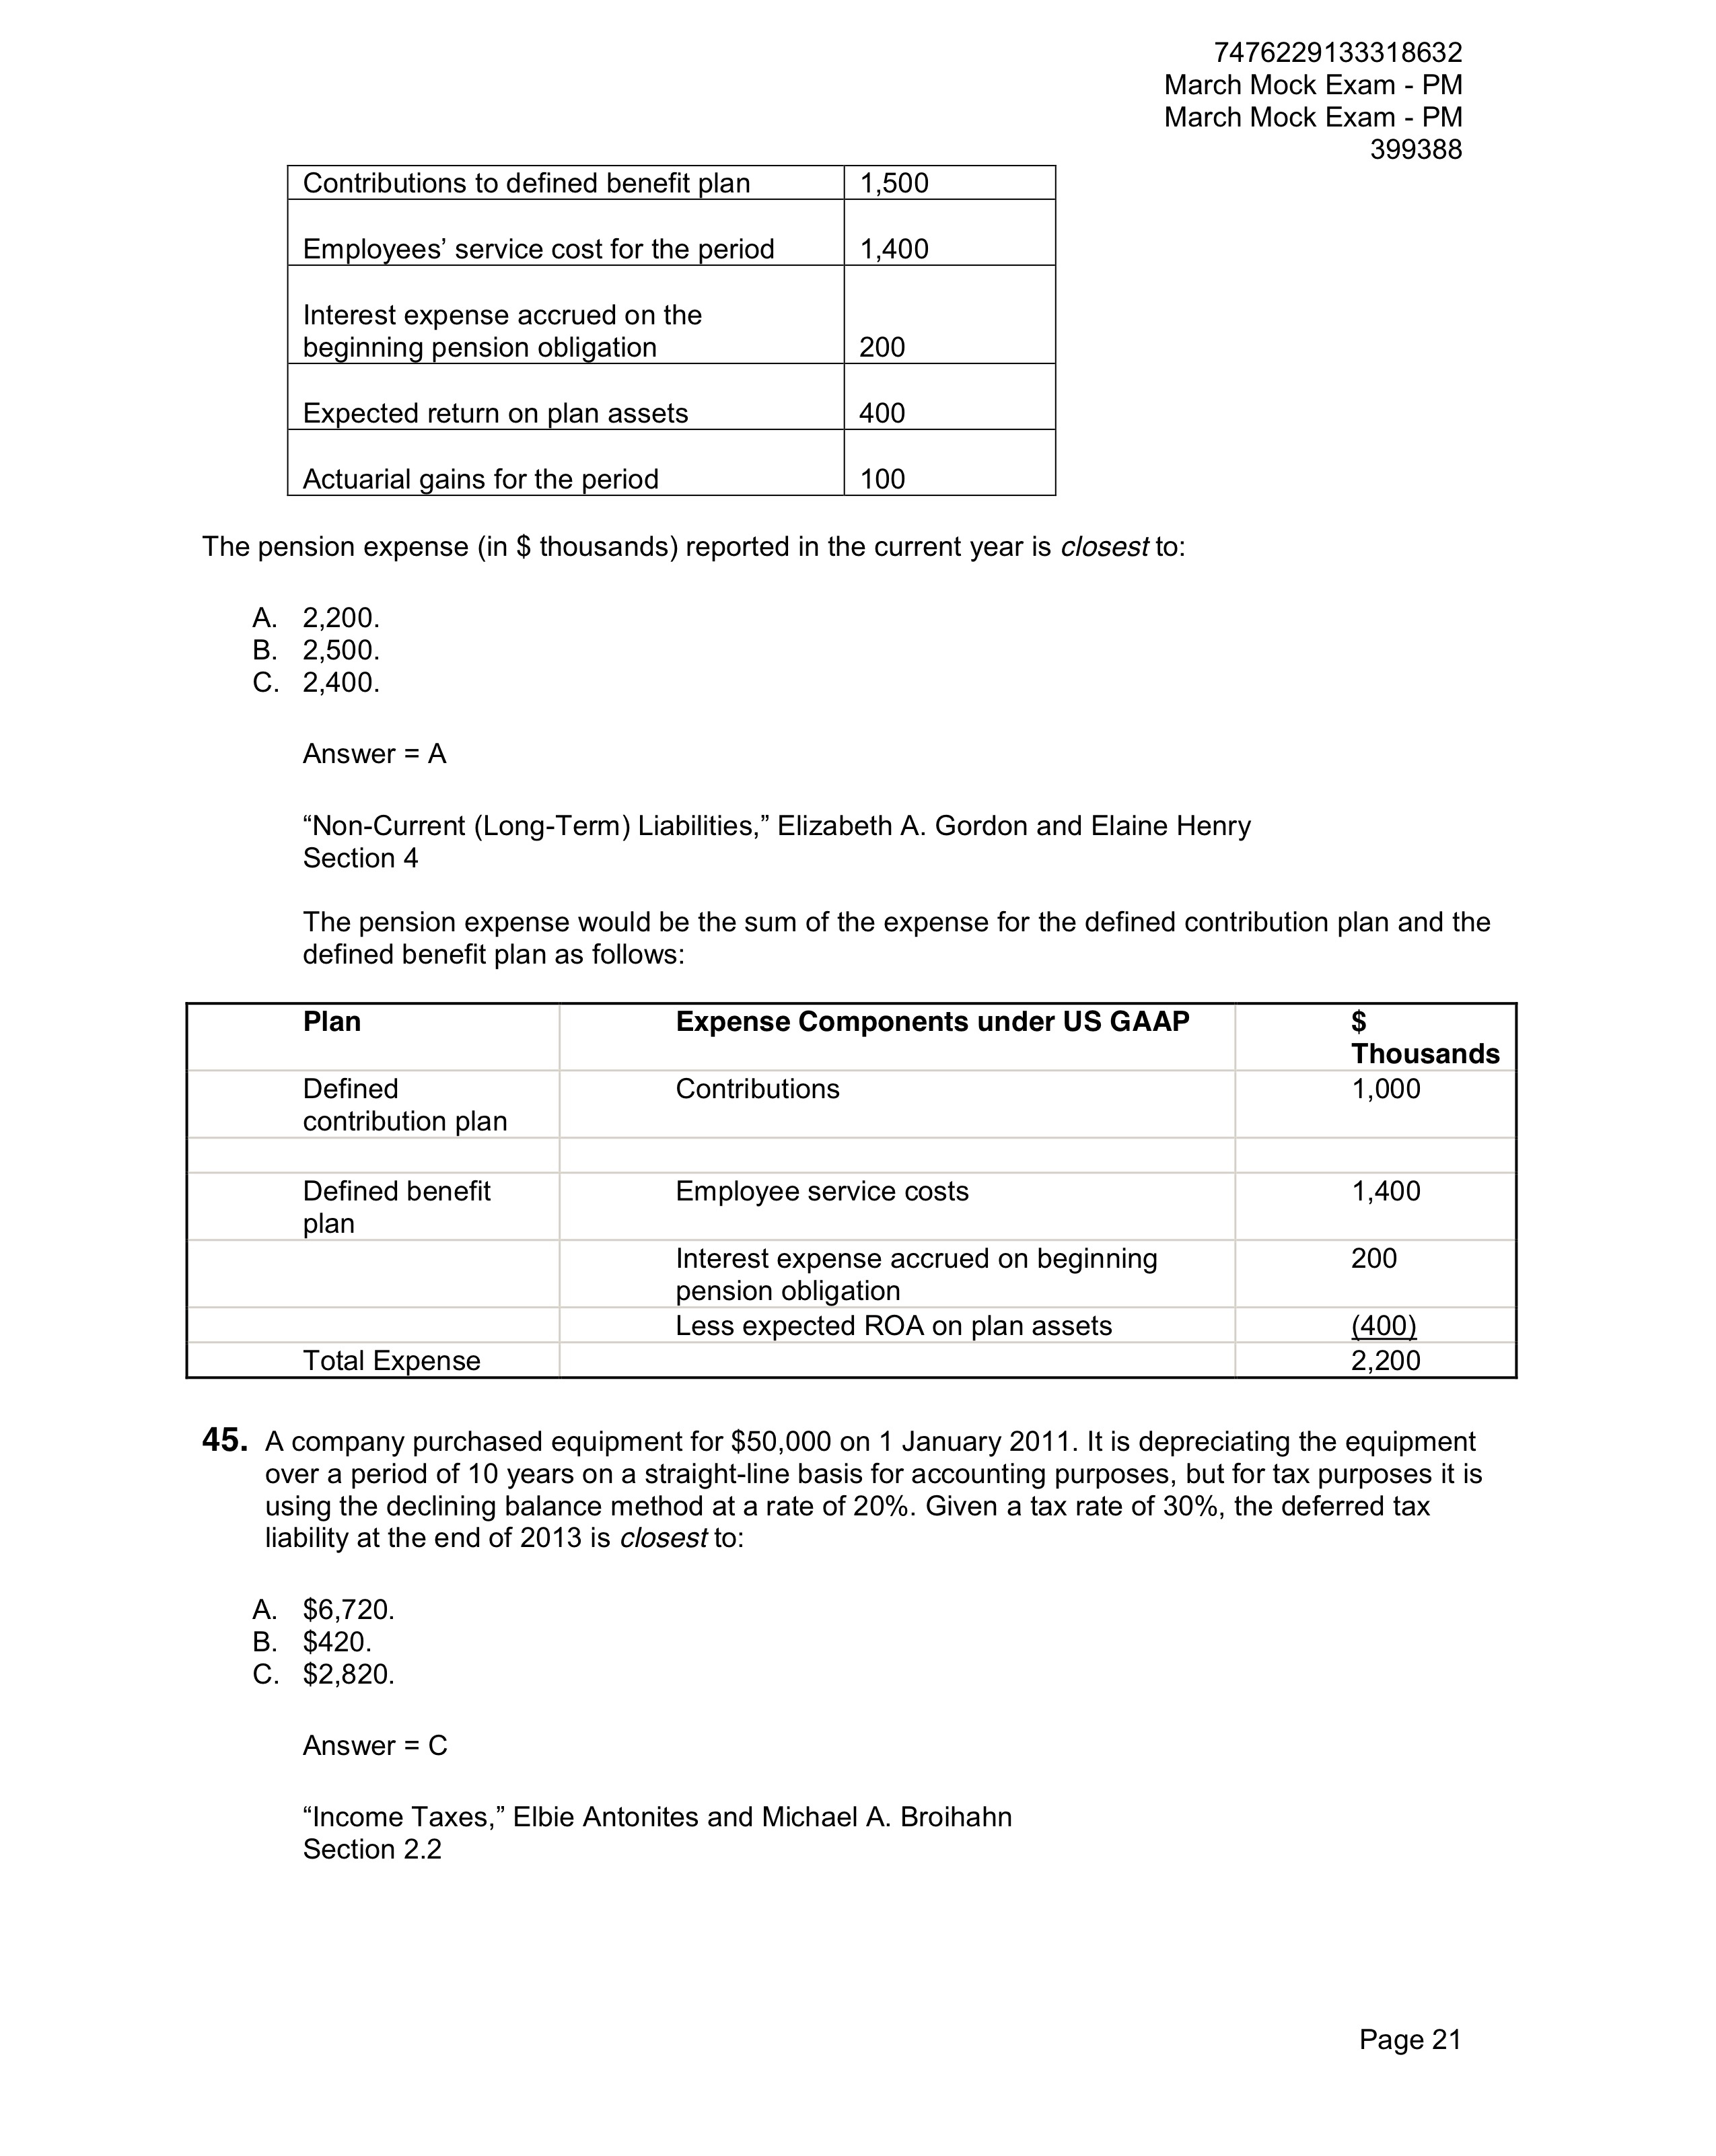 7476229133318632
March Mock Exam - PM
March Mock Exam - PM
399388
Contributions to defined benefit plan 1,500
Employees’ service cost for the period 1,400
Interest expense accrued on the
beginning pension obligation 200
Expected return on plan assets 400
Actuarial gains for the period 100
The pension expense (in $ thousands) reported in the current year is closest to:
A. 2,200.
B. 2,500.
C. 2,400.
Answer = A
“Non-Current (Long-Term) Liabilities,” Elizabeth A. Gordon and Elaine Henry
Section 4
The pension expense would be the sum of the expense for the defined contribution plan and the
defined benefit plan as follows:
Plan Expense Components under US GAAP $
Thousands
Defined Contributions 1,000
contribution plan
Defined benefit Employee service costs 1,400
plan
Interest expense accrued on beginning 200
pension obligation
Less expected ROA on plan assets (400)
Total Expense 2,200
45. A company purchased equipment for $50,000 on 1 January 2011. It is depreciating the equipment
over a period of 10 years on a straight-line basis for accounting purposes, but for tax purposes it is
using the declining balance method at a rate of 20%. Given a tax rate of 30%, the deferred tax
liability at the end of 2013 is closest to:
A. $6,720.
B. $420.
C. $2,820.
Answer = C
“Income Taxes,” Elbie Antonites and Michael A. Broihahn
Section 2.2
Page 21